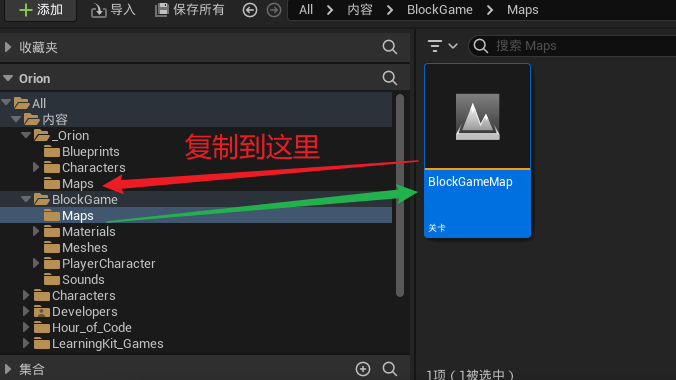 添加 导入 保存所有 All 内容 BlockGame Maps
收藏夹
搜索 Maps
Orion
All
内容
_Orion
Blueprints
Characters
Maps
复制到这里
BlockGame
Maps
Materials
Meshes
PlayerCharacter
Sounds
Characters
Developers
Hour_of_Code
LearningKit_Games
集合
BlockGameMap
关卡
1项（1被选中）